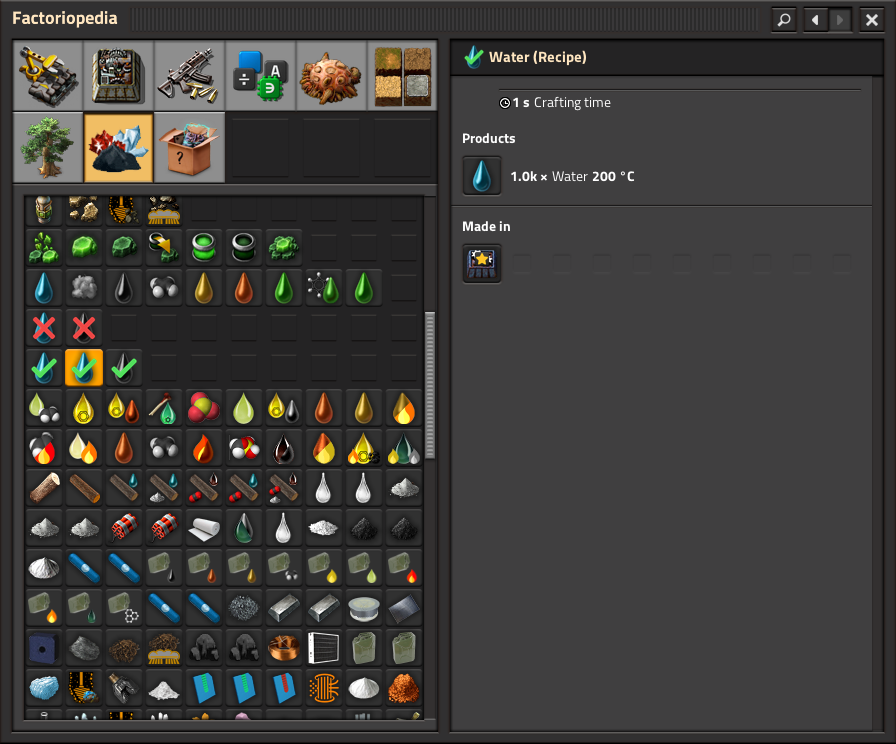 Factoriopedia
Water (Recipe)
1 s Crafting time
Products
1.0k × Water 200 °C
Made in
÷ A
?